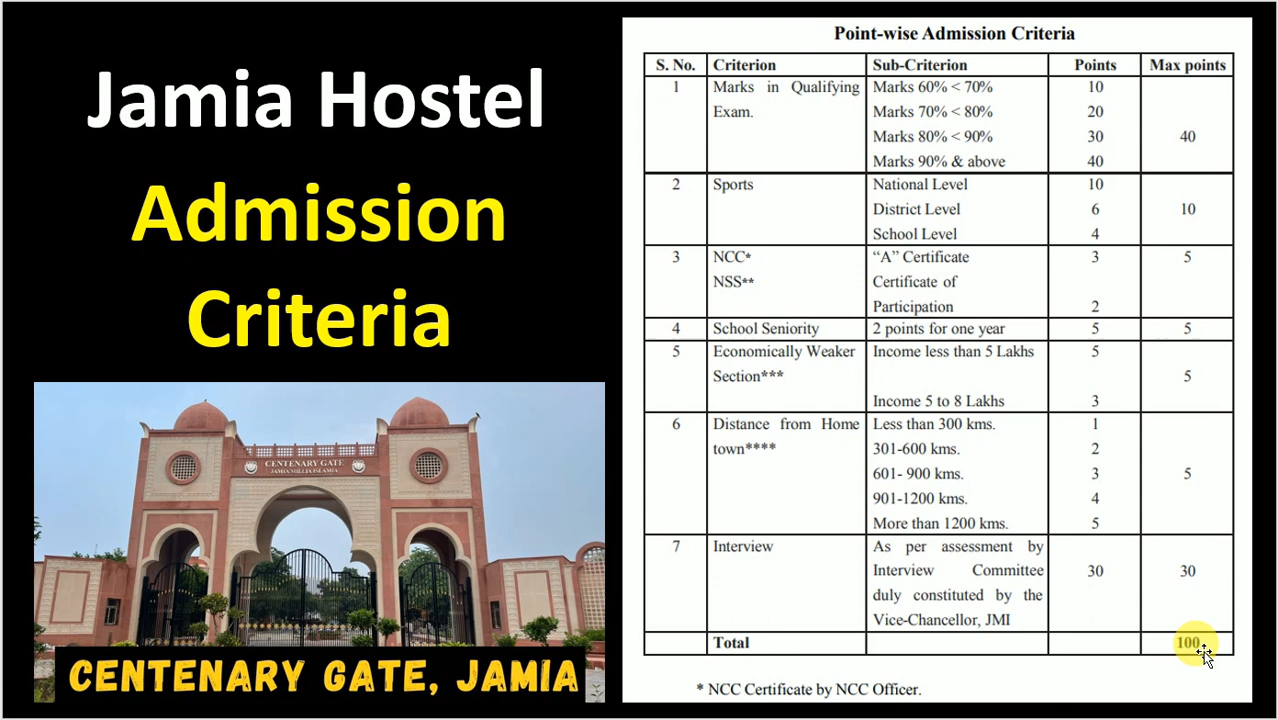 Jamia Hostel
Admission
Criteria
CENTENARY GATE
JAMIA MILLIA ISLAMIA
CENTENARY GATE, JAMIA
Point-wise Admission Criteria
S. No. Criterion Sub-Criterion Points Max points
1 Marks in Qualifying Marks 60% < 70% 10
Exam. Marks 70% < 80% 20
Marks 80% < 90% 30 40
Marks 90% & above 40
2 Sports National Level 10
District Level 6 10
School Level 4
3 NCC* “A” Certificate 3 5
NSS** Certificate of
Participation 2
4 School Seniority 2 points for one year 5 5
5 Economically Weaker Income less than 5 Lakhs 5
Section*** 5
Income 5 to 8 Lakhs 3
6 Distance from Home Less than 300 kms. 1
town**** 301-600 kms. 2
601- 900 kms. 3 5
901-1200 kms. 4
More than 1200 kms. 5
7 Interview As per assessment by
Interview Committee 30 30
duly constituted by the
Vice-Chancellor, JMI
Total 100
* NCC Certificate by NCC Officer.